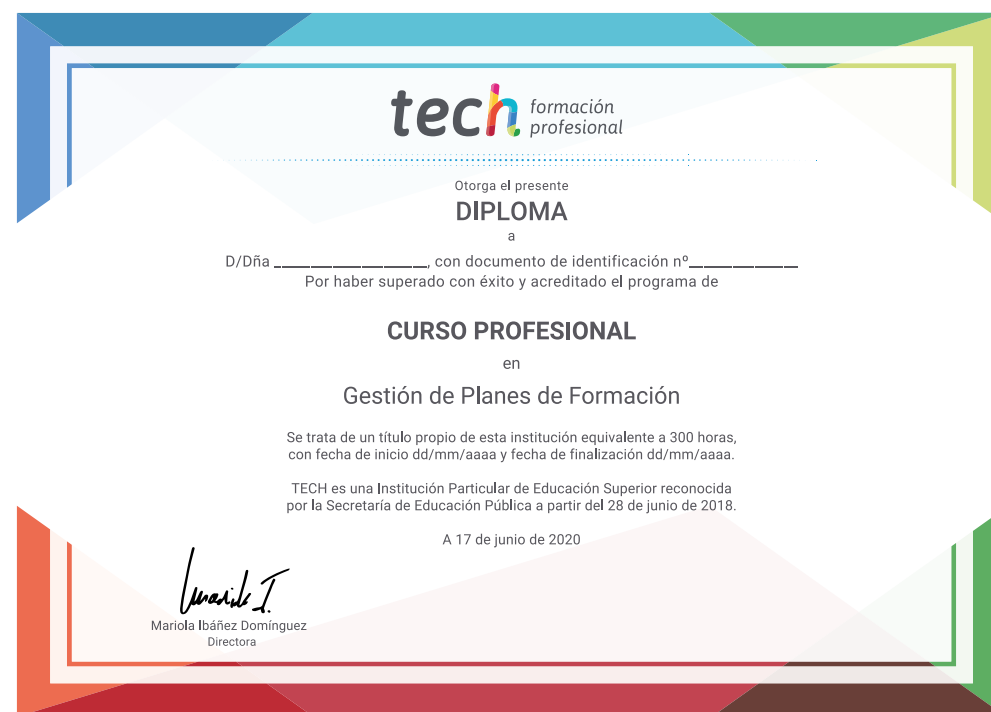 tech formación
profesional
Otorga el presente
DIPLOMA
a
D/Dña _____________________, con documento de identificación nº_______________
Por haber superado con éxito y acreditado el programa de
CURSO PROFESIONAL
en
Gestión de Planes de Formación
Se trata de un título propio de esta institución equivalente a 300 horas,
con fecha de inicio dd/mm/aaaa y fecha de finalización dd/mm/aaaa.
TECH es una Institución Particular de Educación Superior reconocida
por la Secretaría de Educación Pública a partir del 28 de junio de 2018.
A 17 de junio de 2020
Mariola Ibáñez Domínguez
Directora